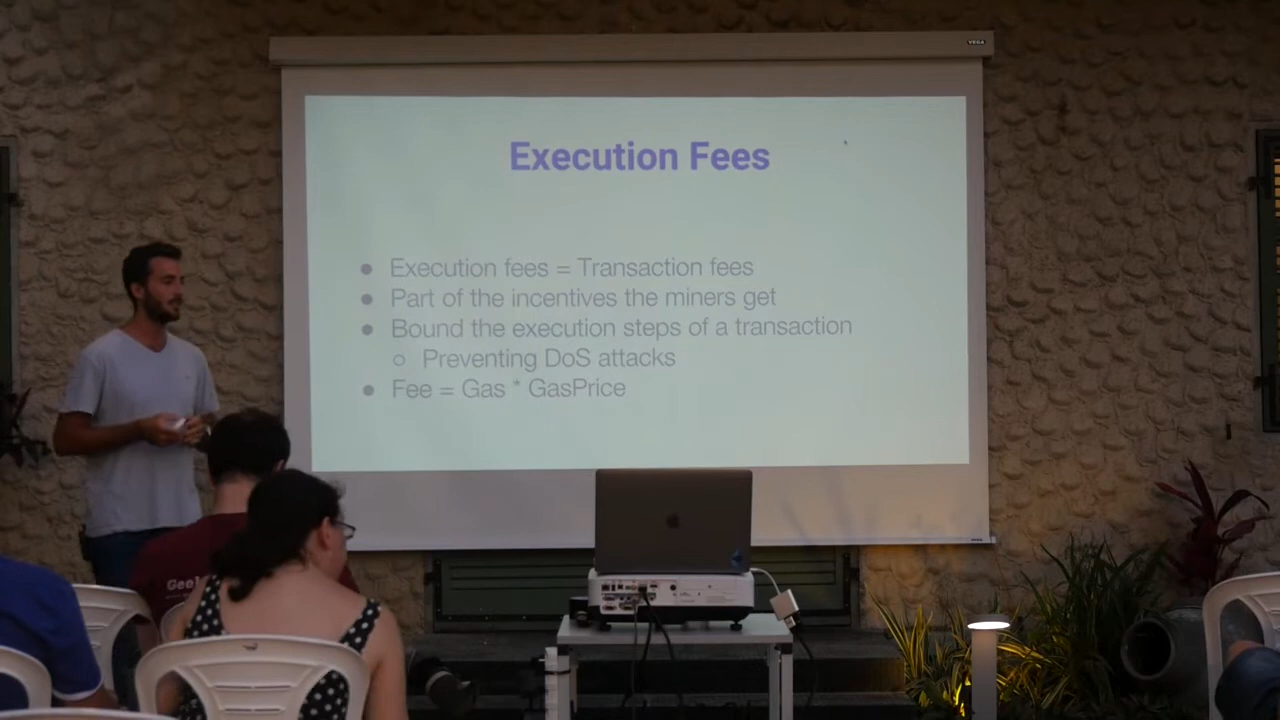 VEGA
Execution Fees
● Execution fees = Transaction fees
● Part of the incentives the miners get
● Bound the execution steps of a transaction
○ Preventing DoS attacks
● Fee = Gas * GasPrice